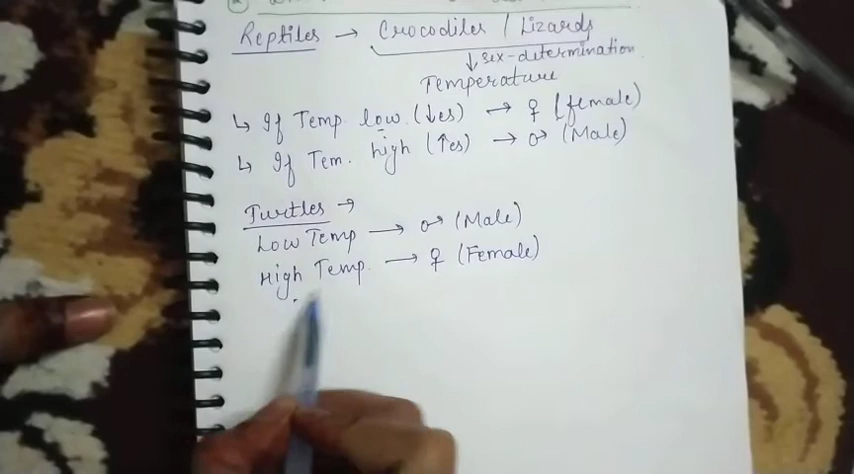 Reptiles → Crocodiles / Lizards
↓ sex-determination
Temperature
↳ If Temp low (↓es) → ♀ (female)
↳ If Tem. high (↑es) → ♂ (Male)
Turtles →
Low Temp → ♂ (Male)
High Temp. → ♀ (Female)